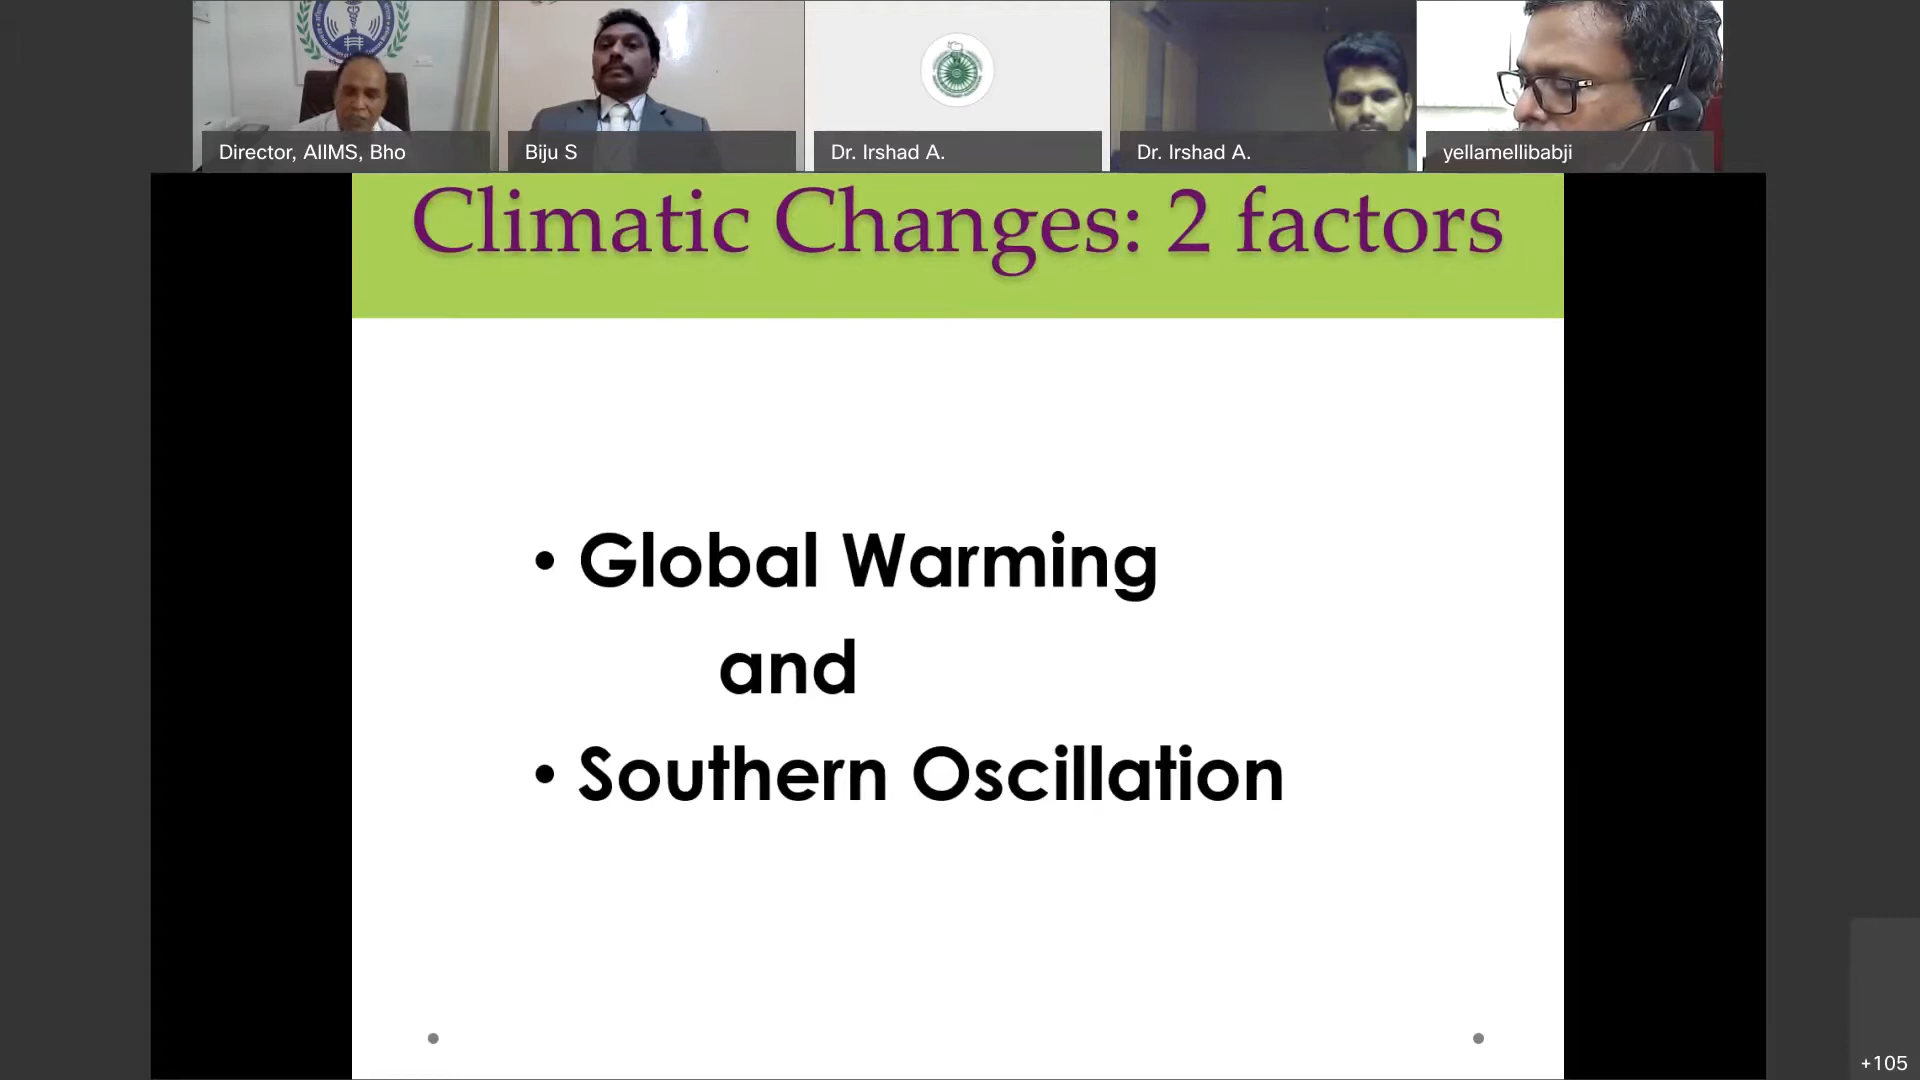 Director, AIIMS, Bho
Biju S
Dr. Irshad A.
Dr. Irshad A.
yellamellibabji
Climatic Changes: 2 factors
• Global Warming
and
• Southern Oscillation
+105